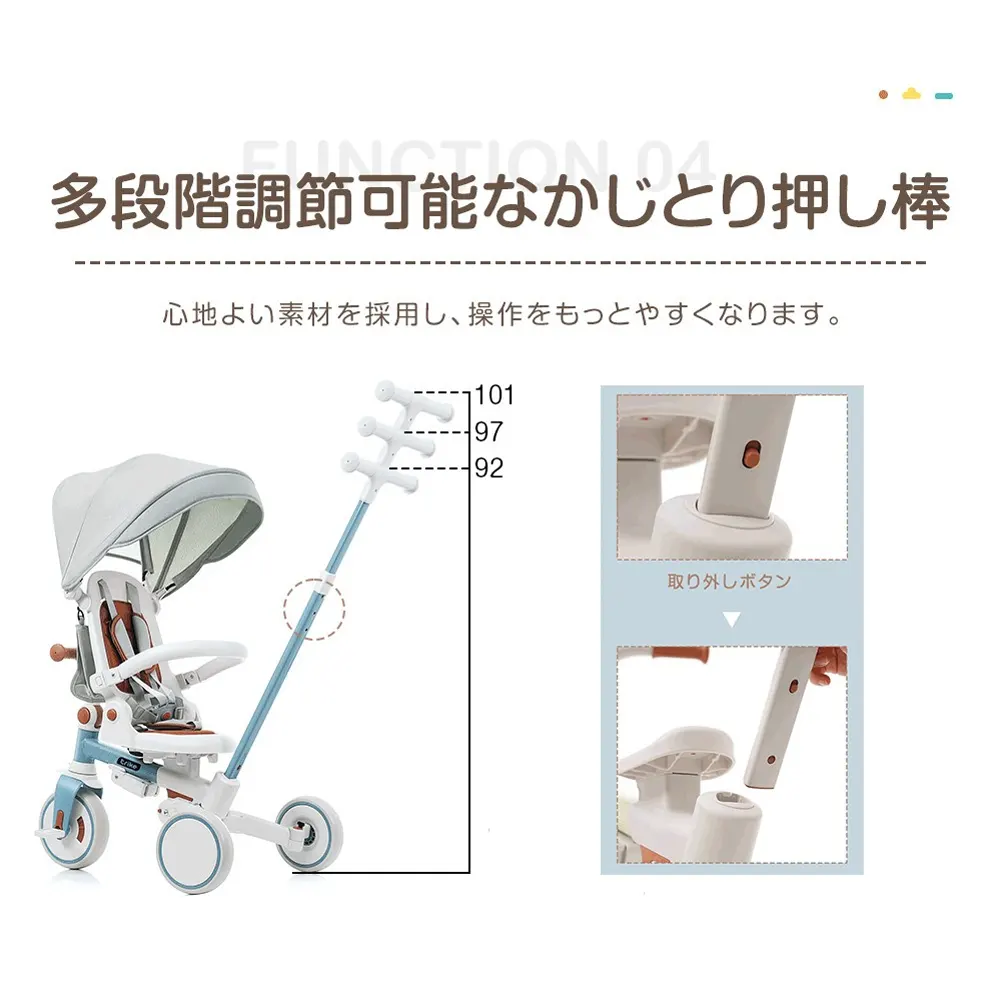 FUNCTION 04
多段階調節可能なかじとり押し棒
心地よい素材を採用し、操作をもっとやすくなります。
101
97
92
取り外しボタン
trike